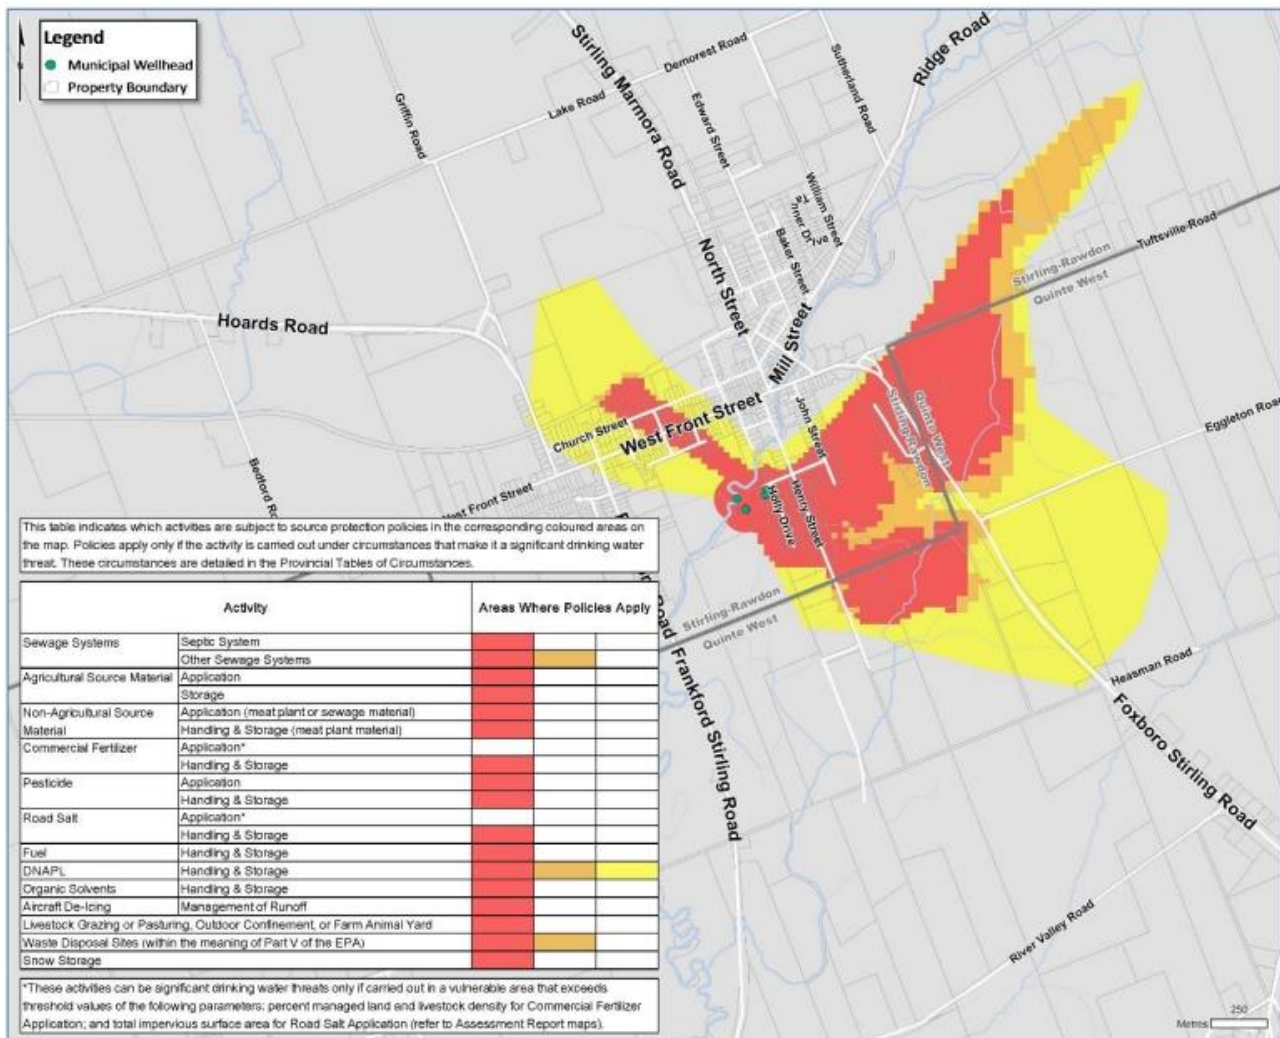 Legend
Municipal Wellhead
Property Boundary
Stirling Marmora Road
Demorest Road
Lake Road
Griffin Road
Edward Street
Sutherland Road
Ridge Road
William Street
Tanner Dr
Baker Street
North Street
Mill Street
Hoards Road
Tuftsville Road
Stirling-Rawdon
Quinte West
West Front Street
Church Street
John Street
Quinte West
Stirling-Rawdon
Eggleton Road
Holly Drive
Henry Street
West Front Street
Stirling-Rawdon
Quinte West
Frankford Stirling Road
Heasman Road
Foxboro Stirling Road
River Valley Road
250
Metres
This table indicates which activities are subject to source protection policies in the corresponding coloured areas on
the map. Policies apply only if the activity is carried out under circumstances that make it a significant drinking water
threat. These circumstances are detailed in the Provincial Tables of Circumstances.
Activity Areas Where Policies Apply
Sewage Systems Septic System
Other Sewage Systems
Agricultural Source Material Application
Storage
Non-Agricultural Source Application (meat plant or sewage material)
Material Handling & Storage (meat plant material)
Commercial Fertilizer Application*
Handling & Storage
Pesticide Application
Handling & Storage
Road Salt Application*
Handling & Storage
Fuel Handling & Storage
DNAPL Handling & Storage
Organic Solvents Handling & Storage
Aircraft De-Icing Management of Runoff
Livestock Grazing or Pasturing, Outdoor Confinement, or Farm Animal Yard
Waste Disposal Sites (within the meaning of Part V of the EPA)
Snow Storage
*These activities can be significant drinking water threats only if carried out in a vulnerable area that exceeds
threshold values of the following parameters: percent managed land and livestock density for Commercial Fertilizer
Application; and total impervious surface area for Road Salt Application (refer to Assessment Report maps).